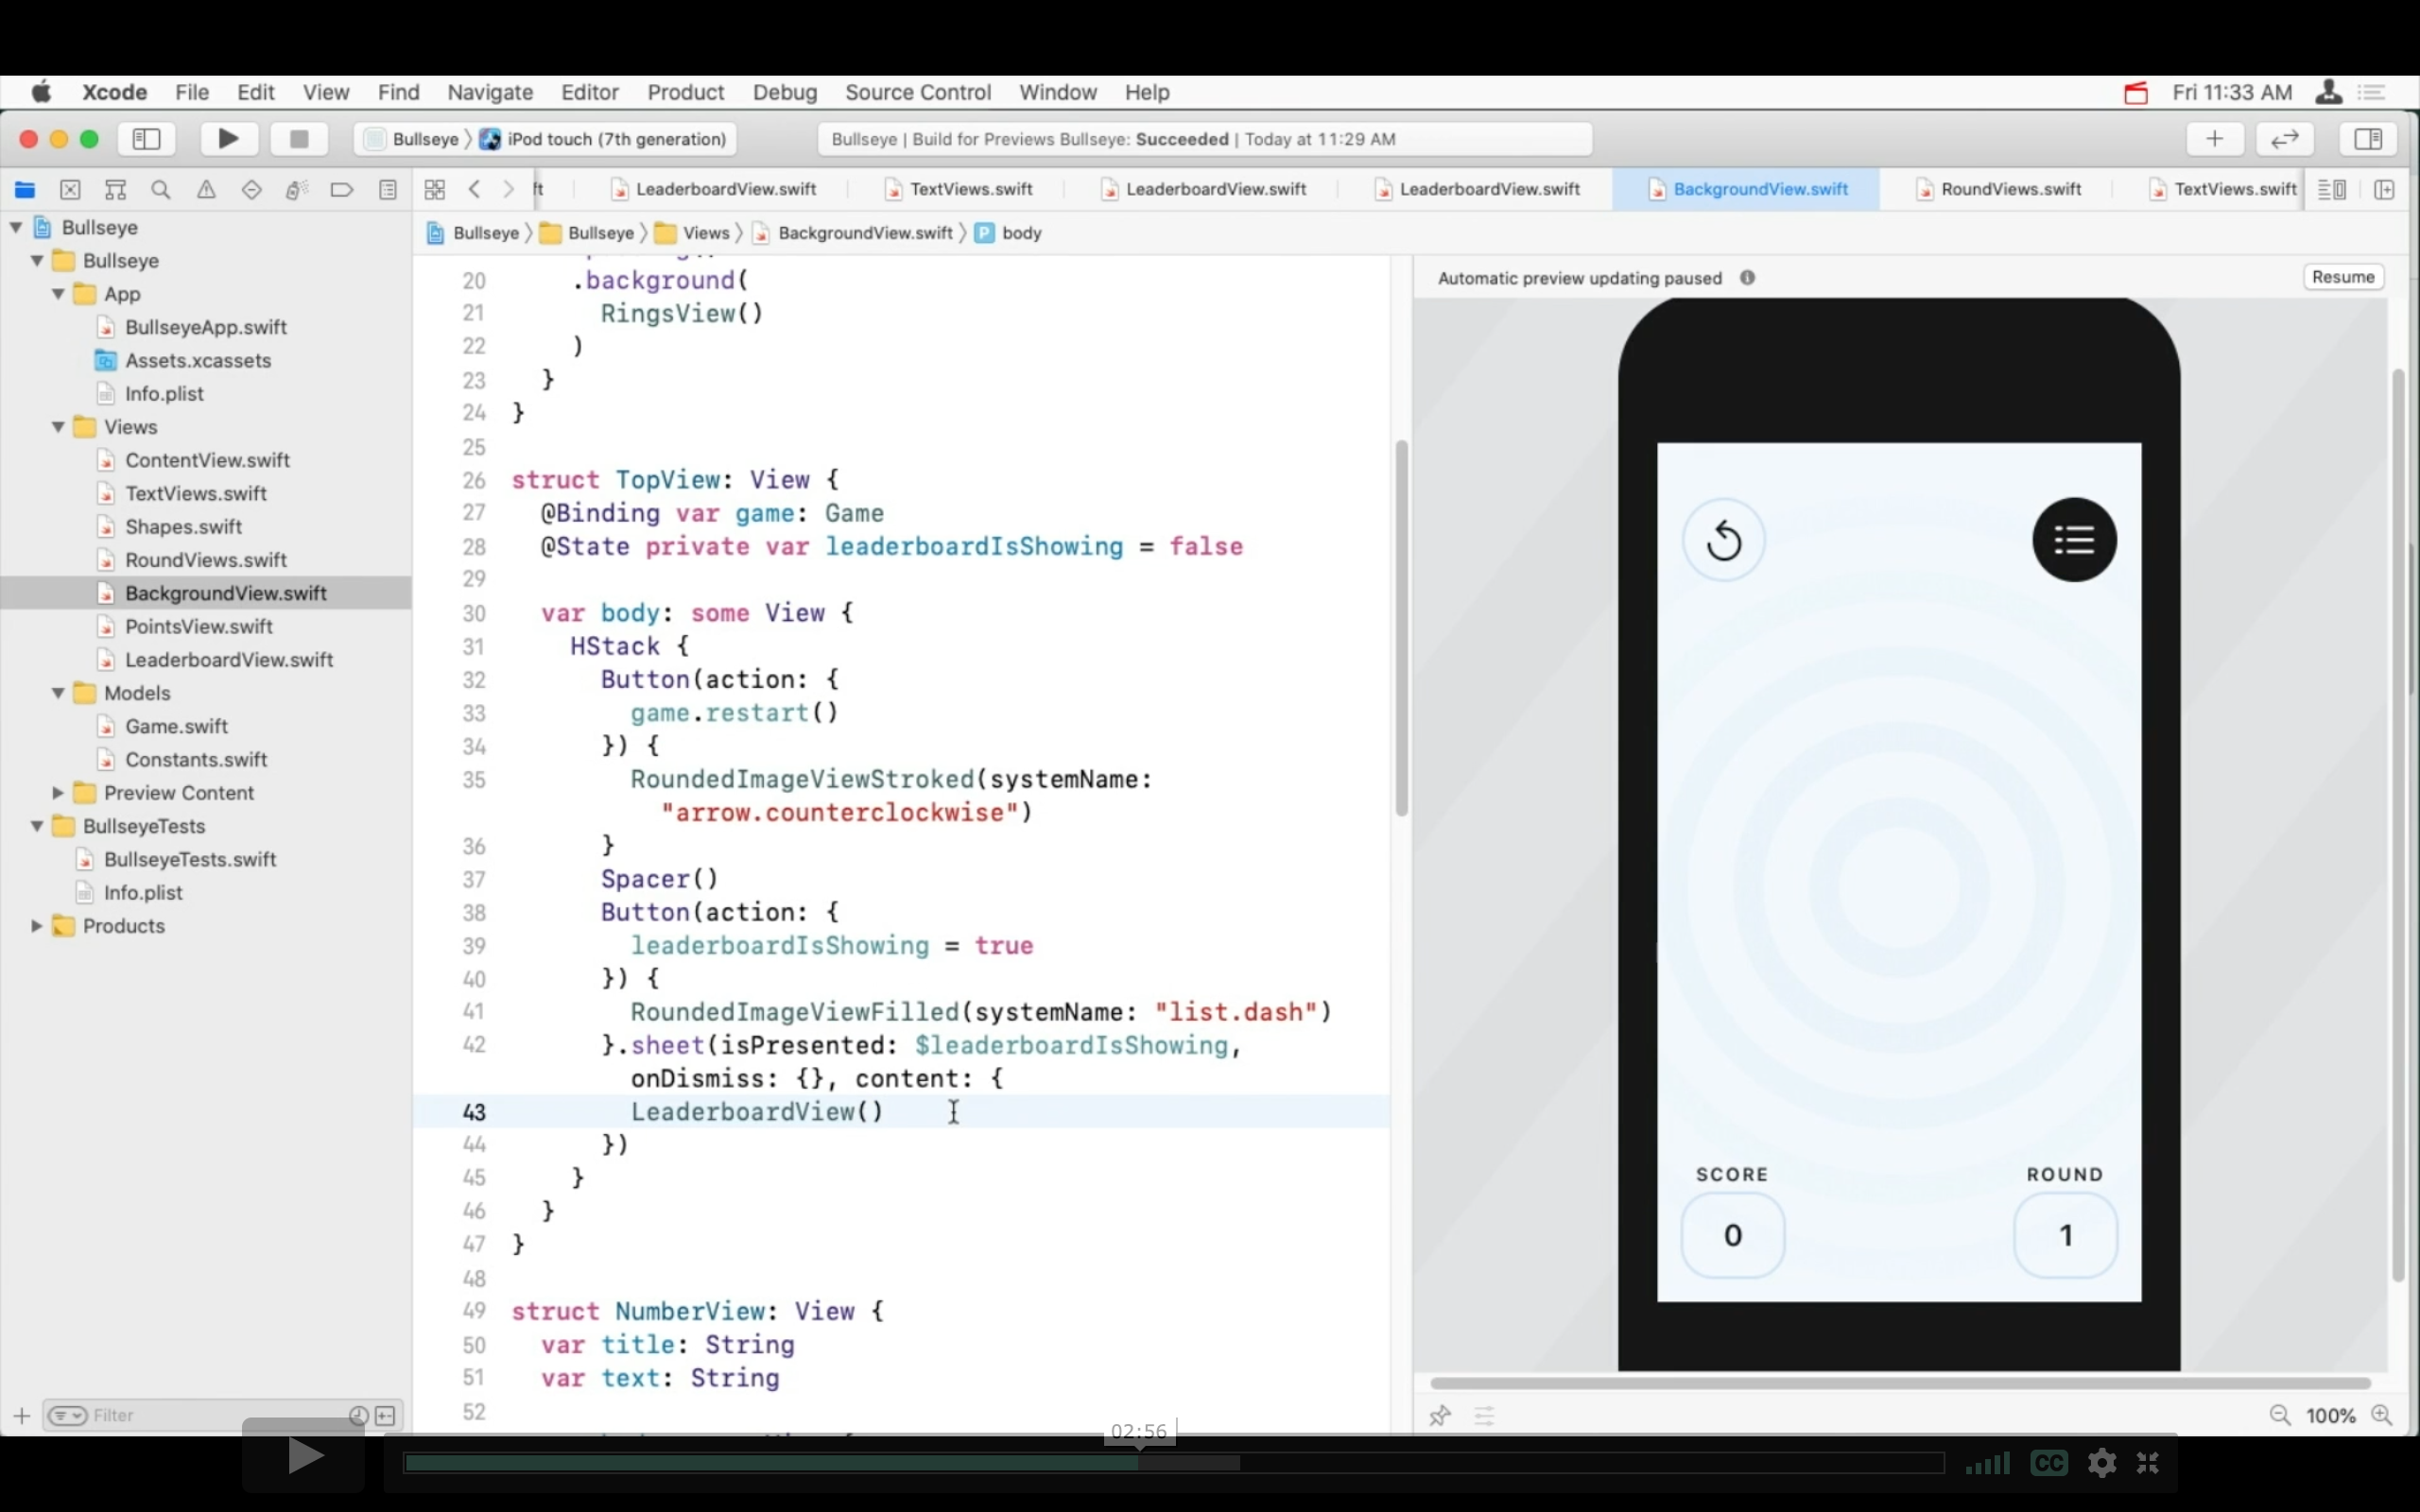 Xcode File Edit View Find Navigate Editor Product Debug Source Control Window Help
Fri 11:33 AM
Bullseye 〉 iPod touch (7th generation)
Bullseye | Build for Previews Bullseye: Succeeded | Today at 11:29 AM
ft LeaderboardView.swift TextViews.swift LeaderboardView.swift LeaderboardView.swift BackgroundView.swift RoundViews.swift TextViews.swift
Bullseye 〉 Bullseye 〉 Views 〉 BackgroundView.swift 〉 P body
Bullseye
Bullseye
App
BullseyeApp.swift
Assets.xcassets
Info.plist
Views
ContentView.swift
TextViews.swift
Shapes.swift
RoundViews.swift
BackgroundView.swift
PointsView.swift
LeaderboardView.swift
Models
Game.swift
Constants.swift
Preview Content
BullseyeTests
BullseyeTests.swift
Info.plist
Products
Filter
20 .background(
21 RingsView()
22 )
23 }
24 }
25
26 struct TopView: View {
27 @Binding var game: Game
28 @State private var leaderboardIsShowing = false
29
30 var body: some View {
31 HStack {
32 Button(action: {
33 game.restart()
34 }) {
35 RoundedImageViewStroked(systemName:
"arrow.counterclockwise")
36 }
37 Spacer()
38 Button(action: {
39 leaderboardIsShowing = true
40 }) {
41 RoundedImageViewFilled(systemName: "list.dash")
42 }.sheet(isPresented: $leaderboardIsShowing,
onDismiss: {}, content: {
43 LeaderboardView()
44 })
45 }
46 }
47 }
48
49 struct NumberView: View {
50 var title: String
51 var text: String
52
Automatic preview updating paused
Resume
SCORE
0
ROUND
1
100%
02:56
CC